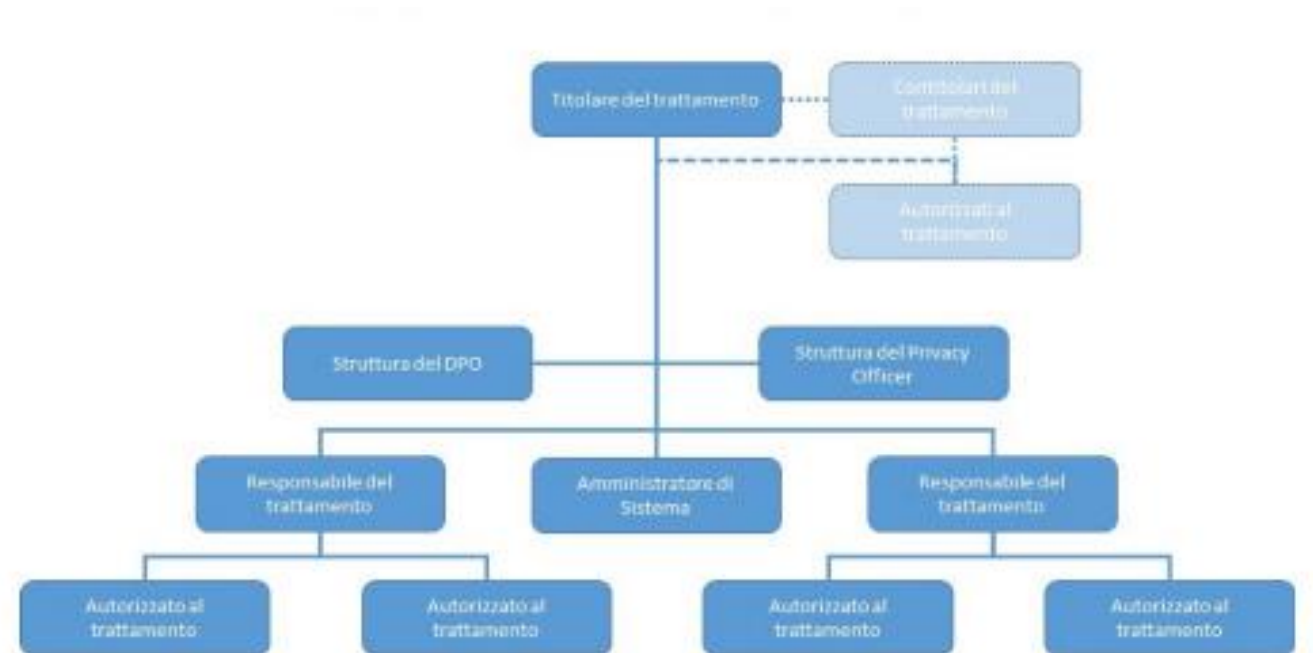 Titolare del trattamento
Contitolari del
trattamento
Autorizzati al
trattamento
Struttura del DPO
Struttura del Privacy
Officer
Responsabile del
trattamento
Amministratore di
Sistema
Responsabile del
trattamento
Autorizzato al
trattamento
Autorizzato al
trattamento
Autorizzato al
trattamento
Autorizzato al
trattamento